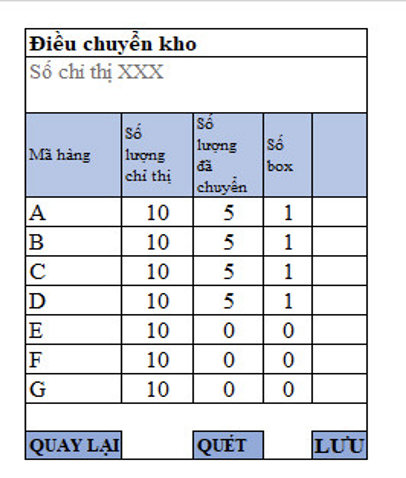 Điều chuyển kho
Số chỉ thị XXX
Mã hàng Số lượng chỉ thị Số lượng đã chuyển Số box
A 10 5 1
B 10 5 1
C 10 5 1
D 10 5 1
E 10 0 0
F 10 0 0
G 10 0 0
QUAY LẠI QUÉT LƯU